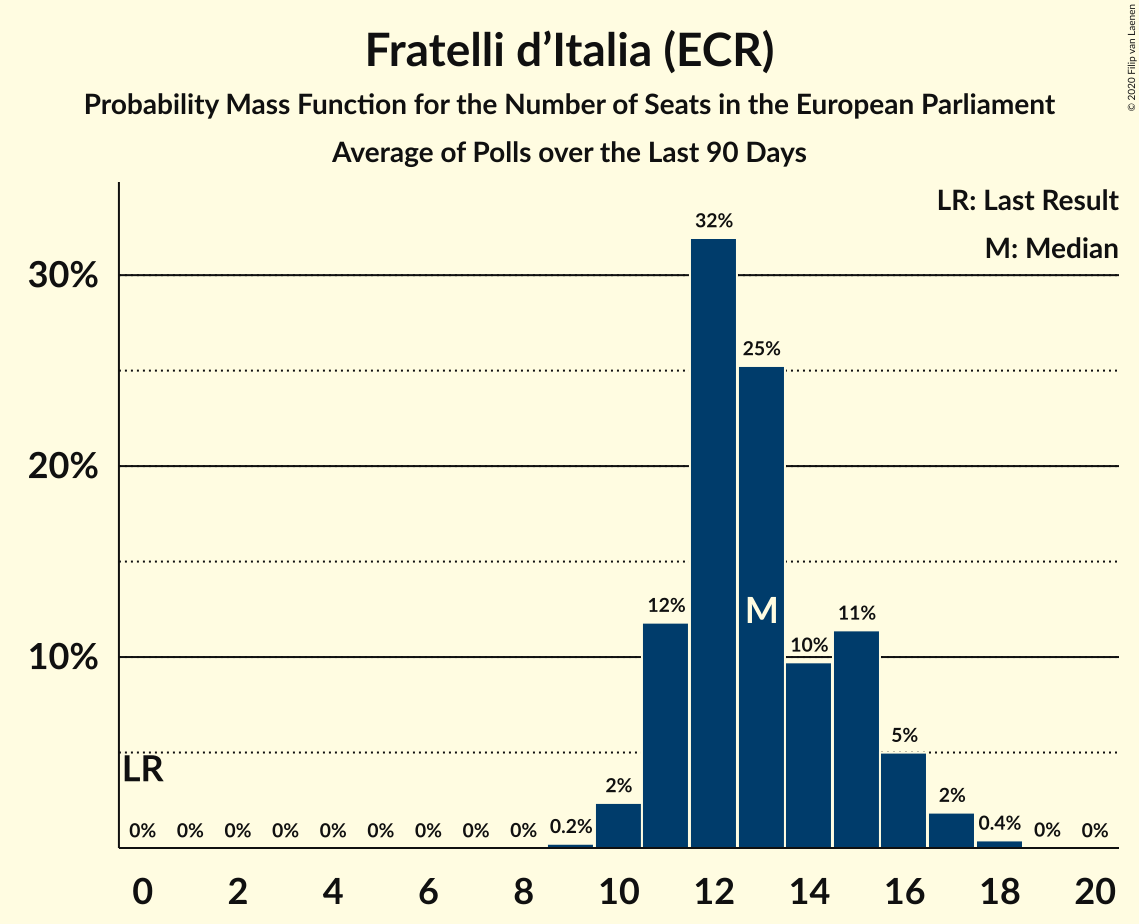 Fratelli d’Italia (ECR)
Probability Mass Function for the Number of Seats in the European Parliament
Average of Polls over the Last 90 Days
© 2020 Filip van Laenen
LR: Last Result
M: Median
32%
30%
25%
20%
12%
M
11%
10%
10%
5%
LR
2%
2%
0% 0% 0% 0% 0% 0% 0% 0% 0% 0.2% 0.4% 0% 0%
0 2 4 6 8 10 12 14 16 18 20